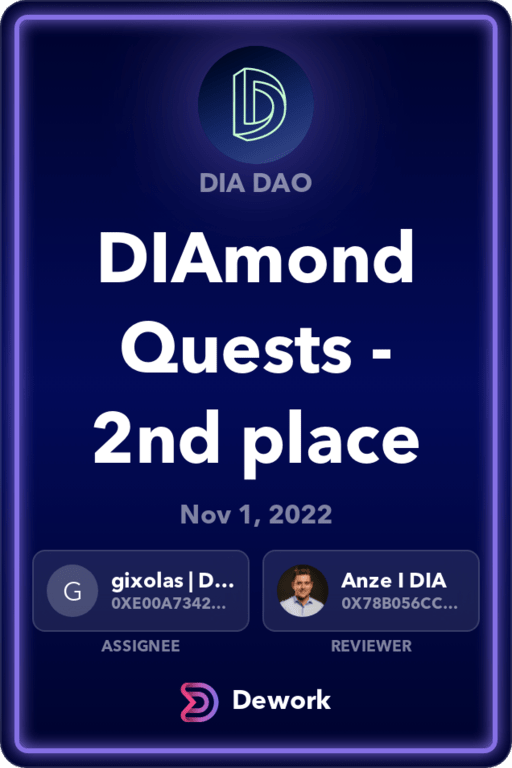 DIA DAO
DIAmond
Quests -
2nd place
Nov 1, 2022
G
gixolas | D...
0XE00A7342...
Anze I DIA
0X78B056CC...
ASSIGNEE
REVIEWER
Dework